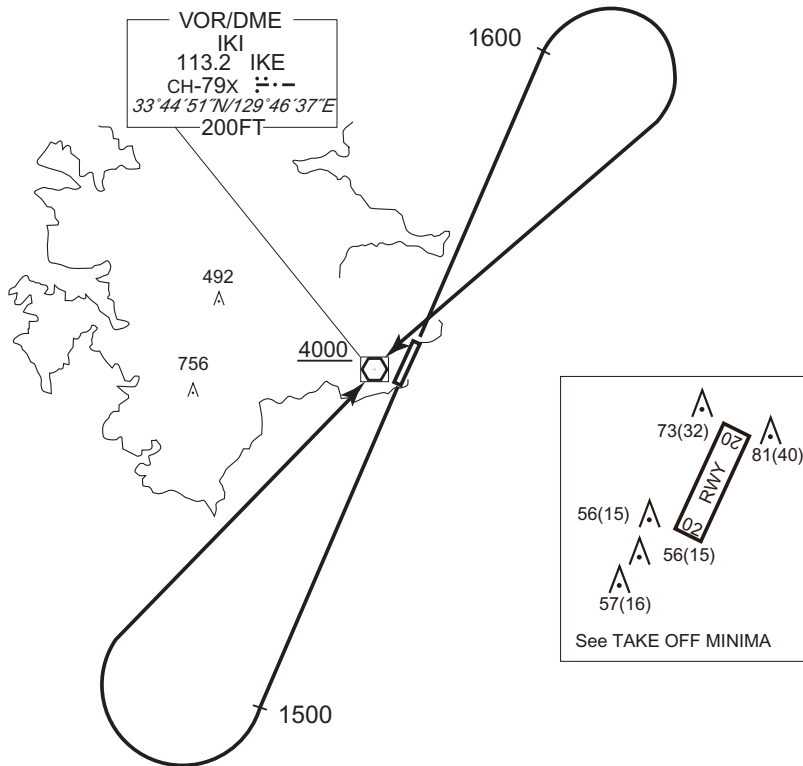 VOR/DME
IKI
113.2 IKE
CH-79X
33°44′51″N/129°46′37″E
200FT
1600
492
4000
756
73(32)
20
81(40)
RWY
56(15)
02
56(15)
57(16)
See TAKE OFF MINIMA
1500